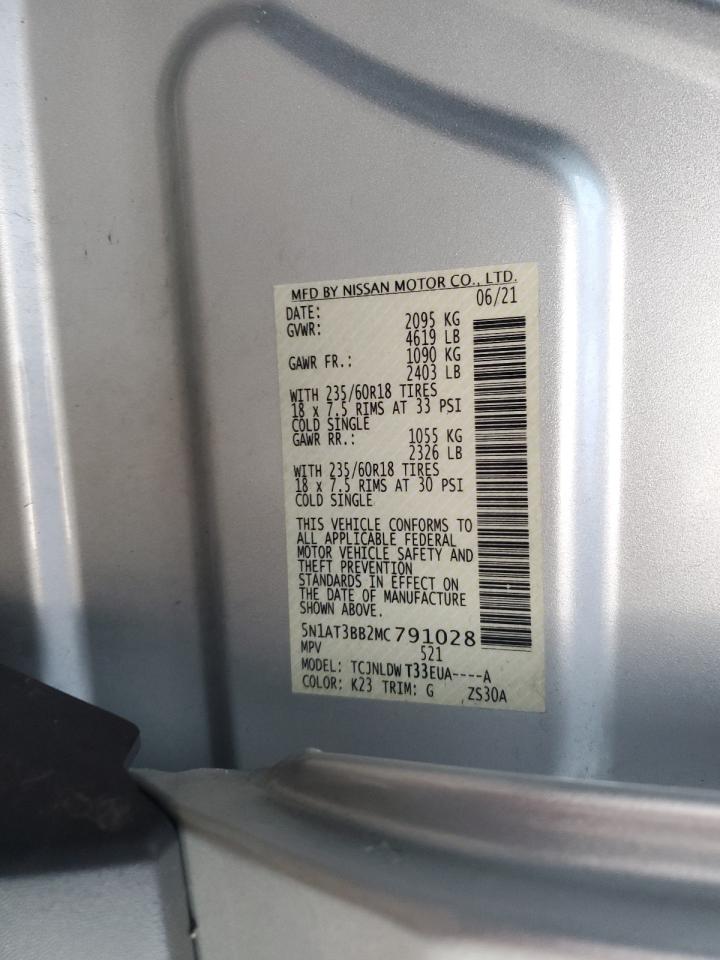 MFD BY NISSAN MOTOR CO., LTD.
DATE: 06/21
GVWR: 2095 KG
4619 LB
GAWR FR.: 1090 KG
2403 LB
WITH 235/60R18 TIRES
18 x 7.5 RIMS AT 33 PSI
COLD SINGLE
GAWR RR.: 1055 KG
2326 LB
WITH 235/60R18 TIRES
18 x 7.5 RIMS AT 30 PSI
COLD SINGLE
THIS VEHICLE CONFORMS TO
ALL APPLICABLE FEDERAL
MOTOR VEHICLE SAFETY AND
THEFT PREVENTION
STANDARDS IN EFFECT ON
THE DATE OF MANUFACTURE
SHOWN ABOVE.
5N1AT3BB2MC791028
MPV 521
MODEL: TCJNLDW T33EUA----A
COLOR: K23 TRIM: G ZS30A